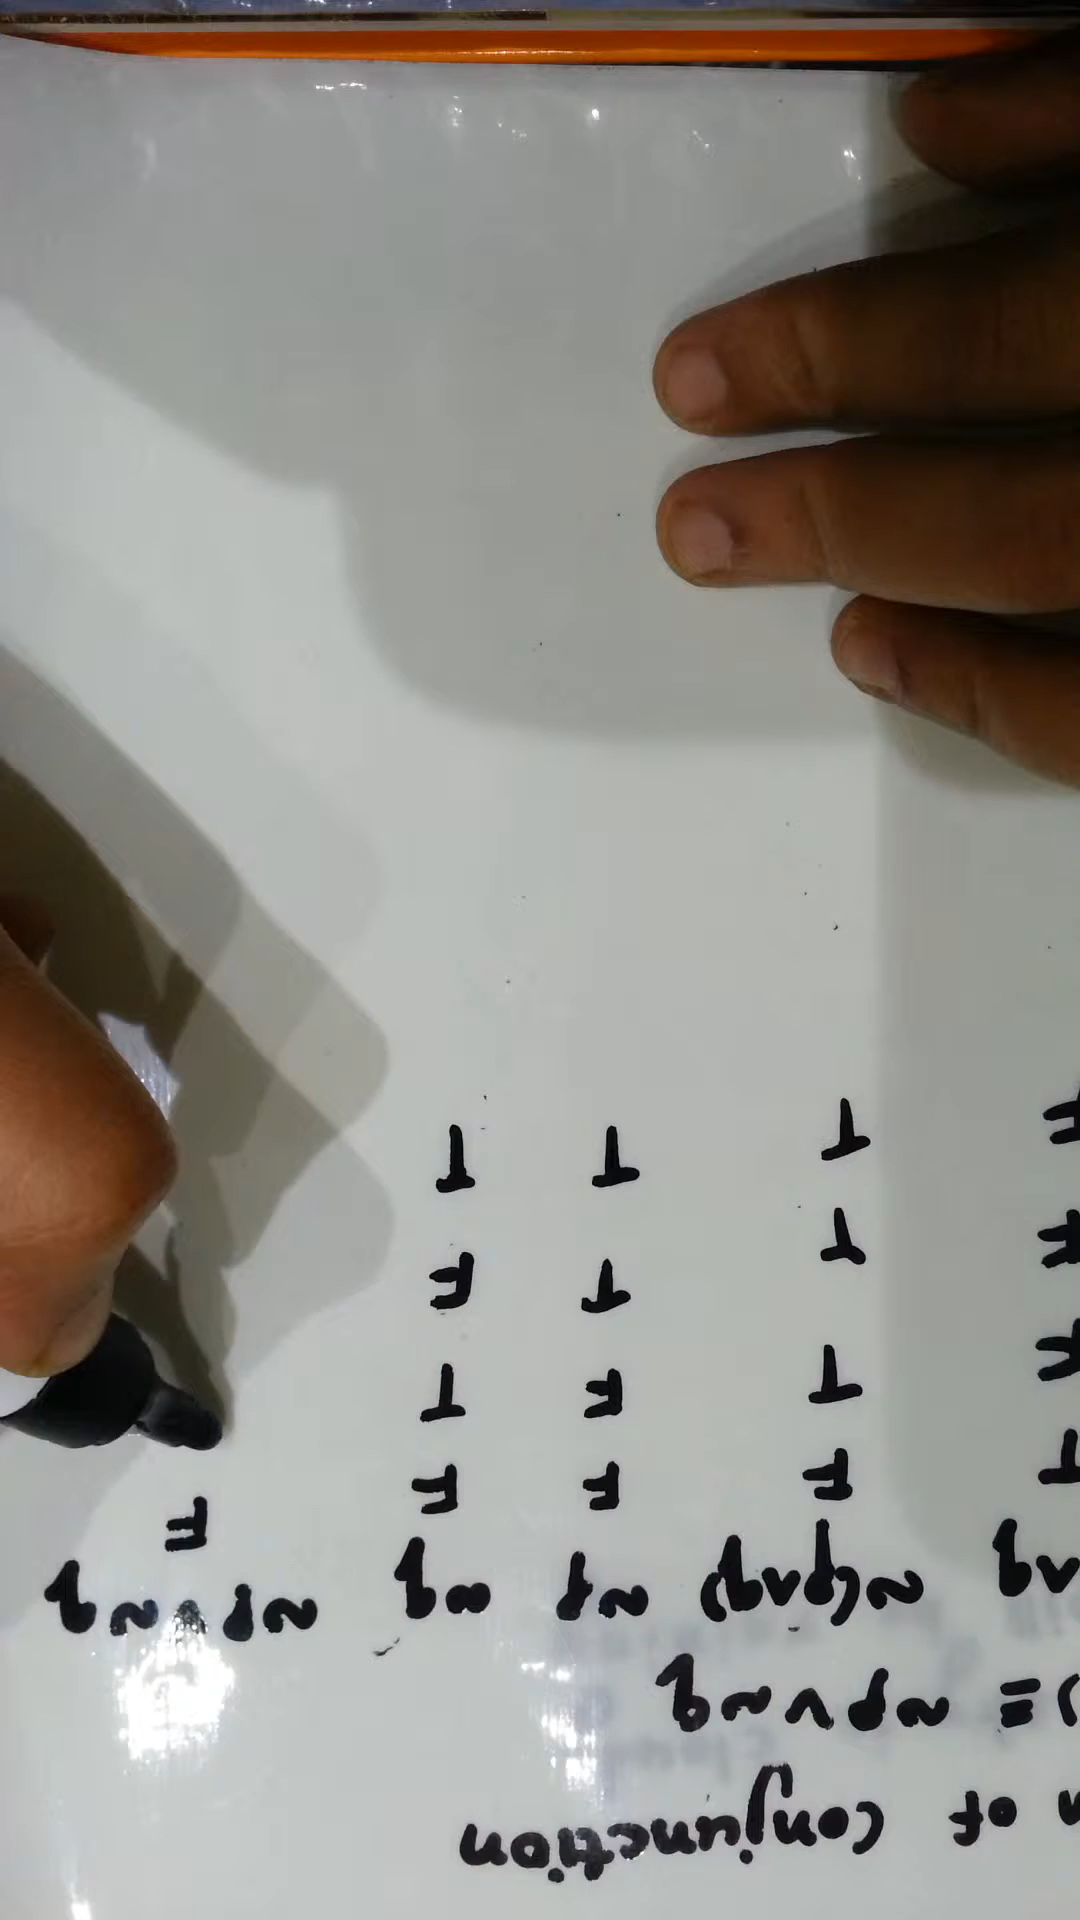 n of conjunction
) ≡ ~p∨~q
∧q ~(p∧q) ~p ~q ~p∨~q
T F F F F
F T F T
F T T F
F T T T